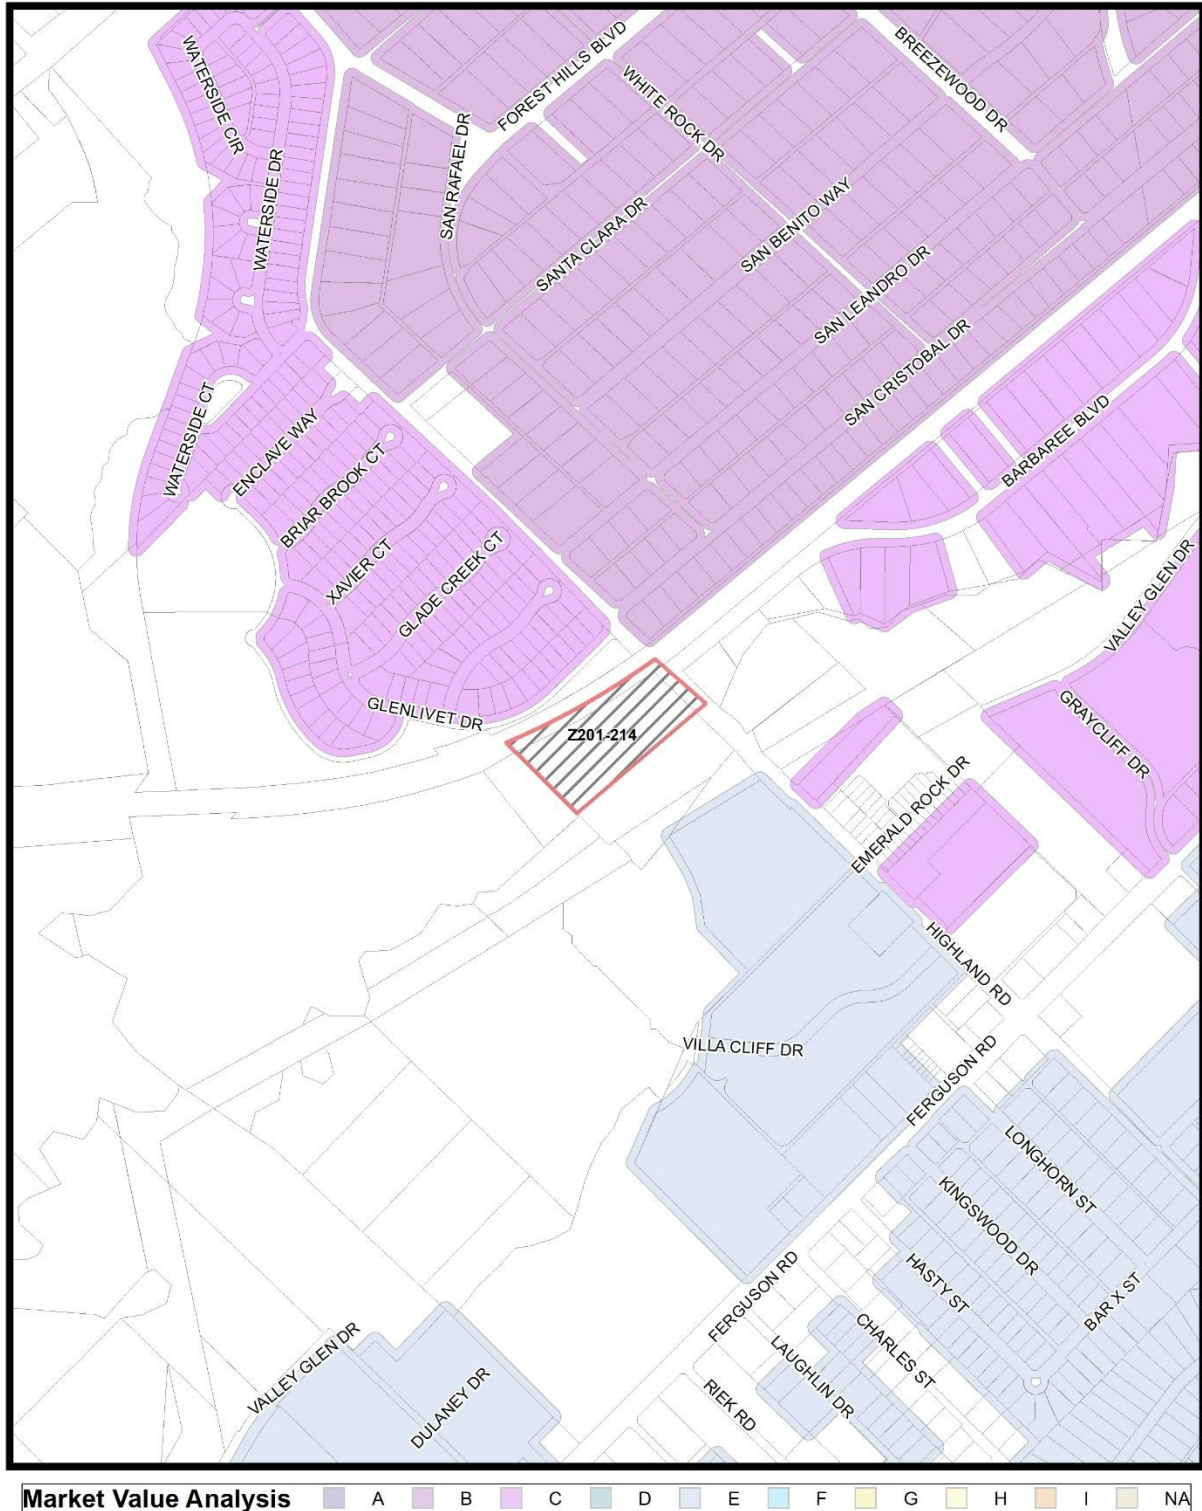 WATERSIDE CIR
FOREST HILLS BLVD
BREEZEWOOD DR
WHITE ROCK DR
SAN RAFAEL DR
WATERSIDE DR
SANTA CLARA DR
SAN BENITO WAY
SAN LEANDRO DR
SAN CRISTOBAL DR
WATERSIDE CT
ENCLAVE WAY
BRIAR BROOK CT
BARBAREE BLVD
XAVIER CT
GLADE CREEK CT
VALLEY GLEN DR
GLENLIVET DR
Z201-214
GRAYCLIFF DR
EMERALD ROCK DR
HIGHLAND RD
VILLA CLIFF DR
FERGUSON RD
LONGHORN ST
KINGSWOOD DR
HASTY ST
BAR X ST
FERGUSON RD
CHARLES ST
LAUGHLIN DR
VALLEY GLEN DR
DULANEY DR
RIEK RD
Market Value Analysis A B C D E F G H I NA